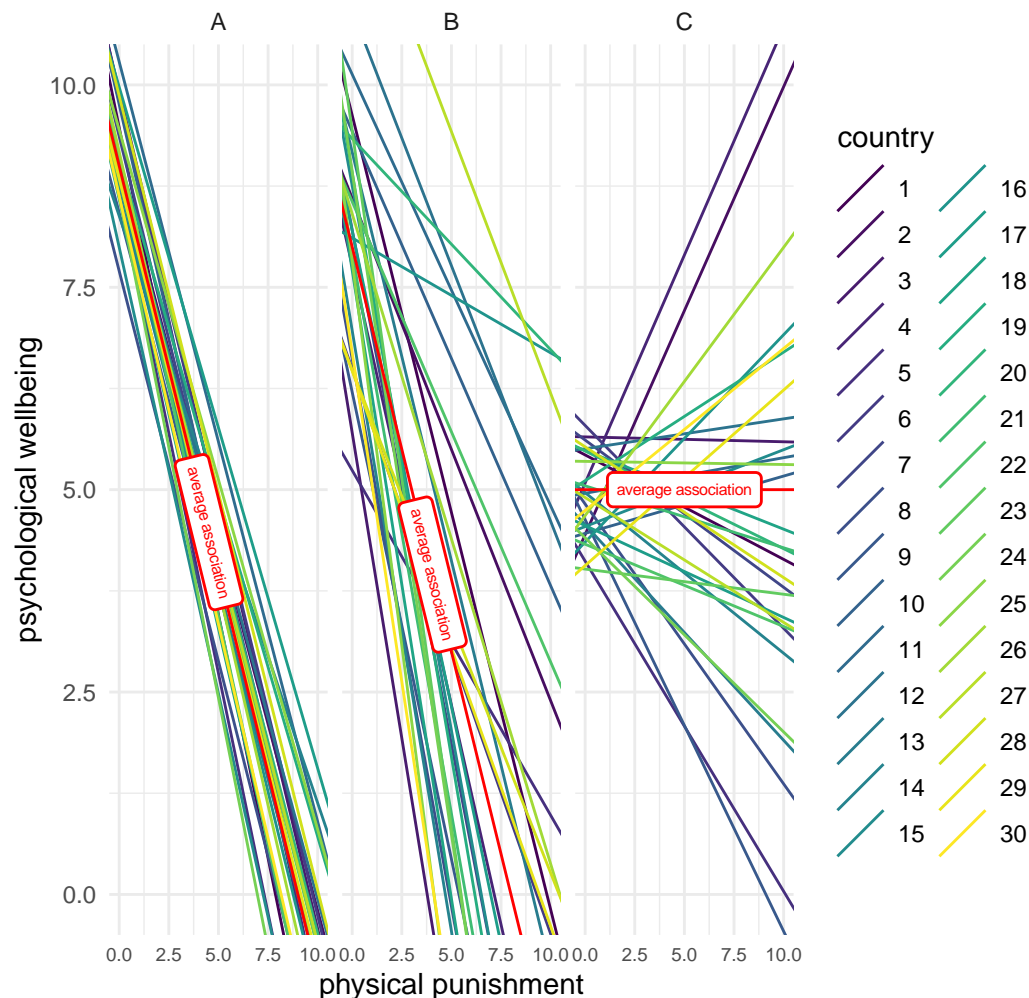 A B C
psychological wellbeing
10.0
7.5
5.0
2.5
0.0
average association
average association
average association
0.0 2.5 5.0 7.5 10.0 0.0 2.5 5.0 7.5 10.0 0.0 2.5 5.0 7.5 10.0
physical punishment
country
1 16
2 17
3 18
4 19
5 20
6 21
7 22
8 23
9 24
10 25
11 26
12 27
13 28
14 29
15 30